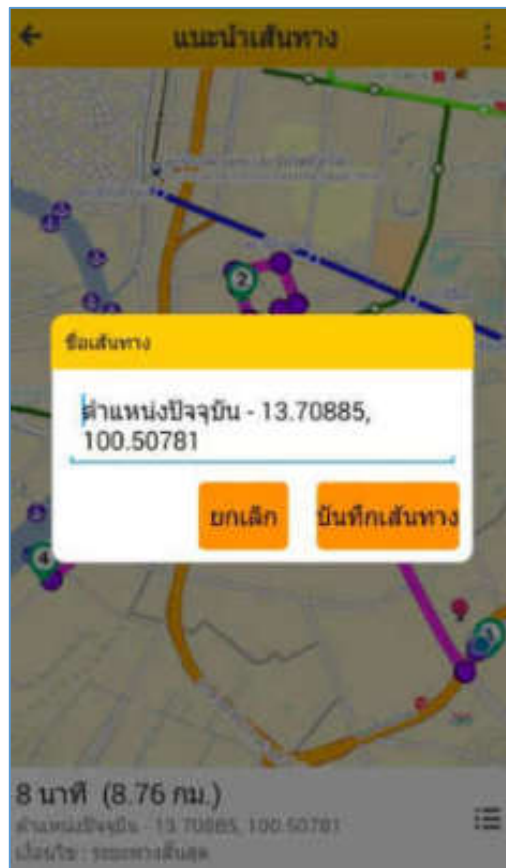 แนะนำเส้นทาง
2
ชื่อเส้นทาง
ตำแหน่งปัจจุบัน - 13.70885,
100.50781
ยกเลิก
บันทึกเส้นทาง
4
1
8 นาที (8.76 กม.)
ตำแหน่งปัจจุบัน - 13.70885, 100.50781
เงื่อนไข : ระยะทางสั้นสุด